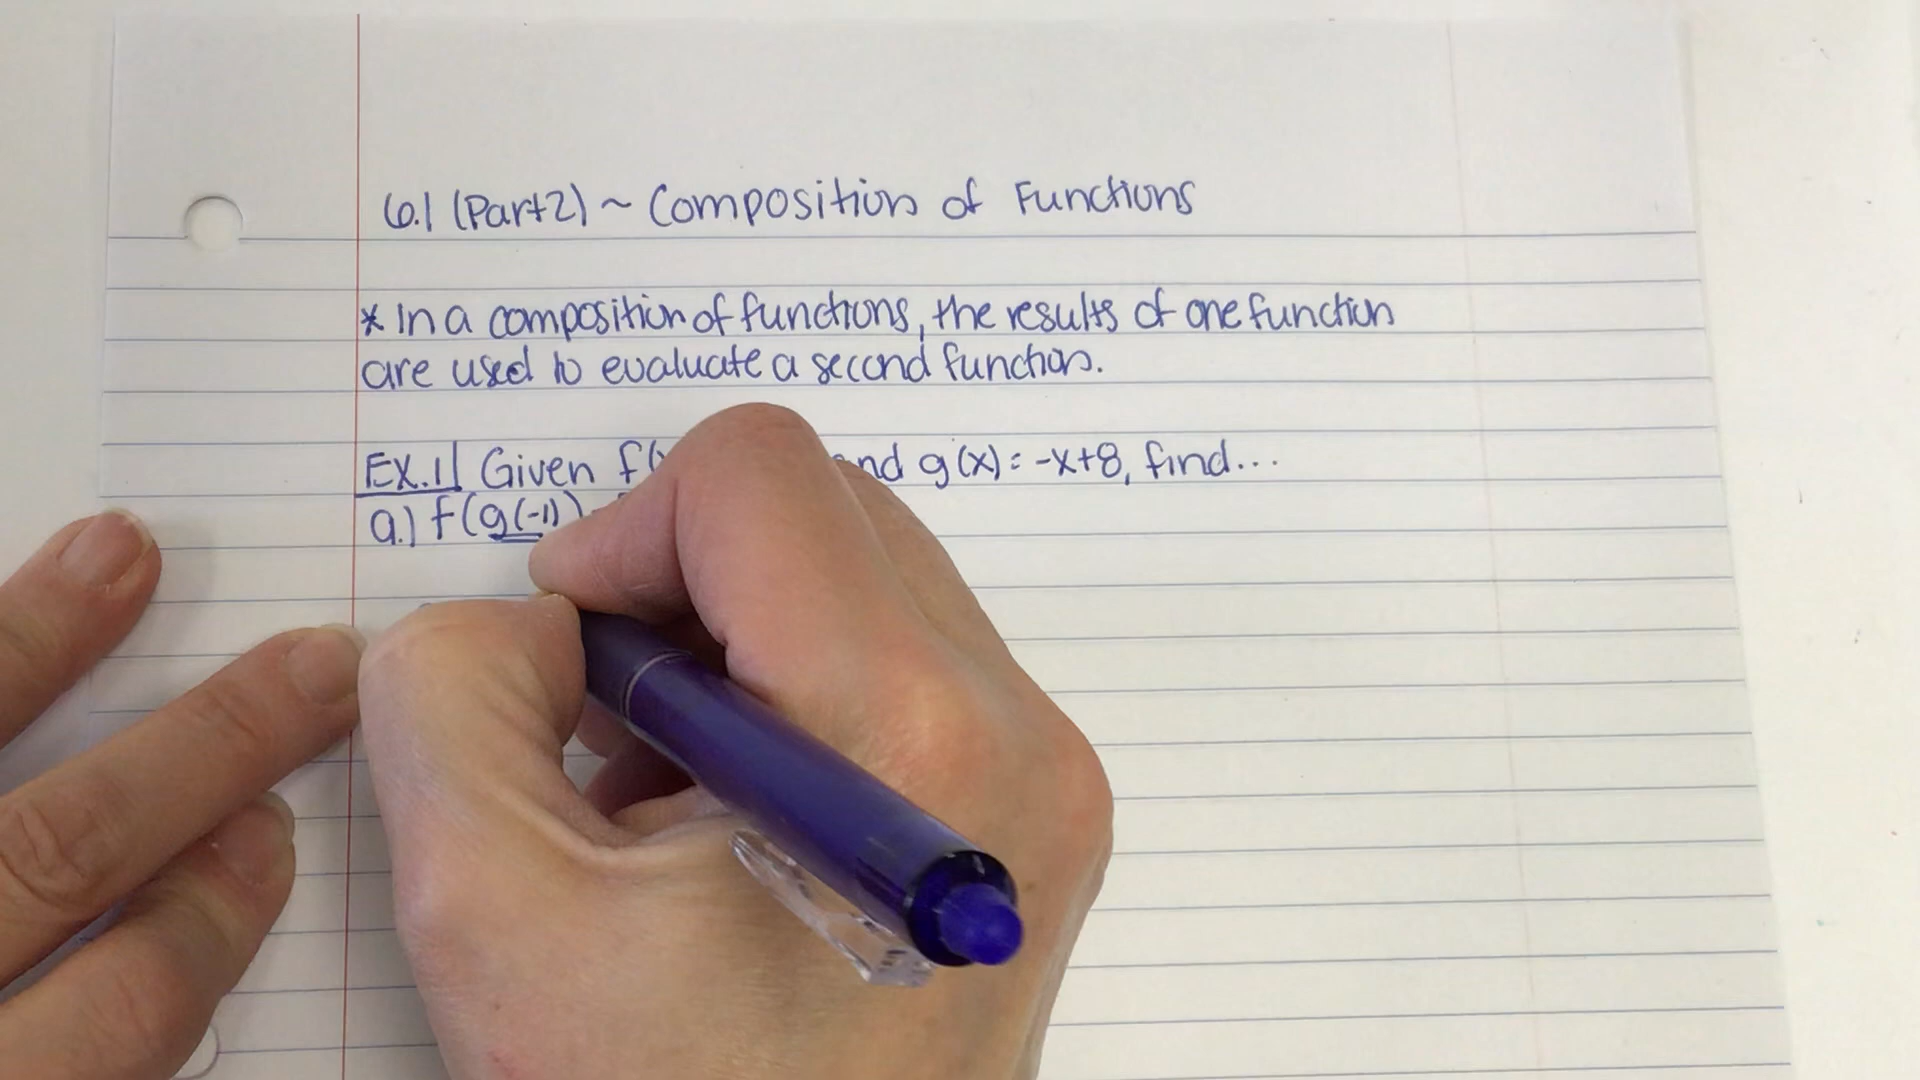 6.1 (Part 2) ~ Composition of Functions
* In a composition of functions, the results of one function
are used to evaluate a second function.
EX.1 Given f( and g(x) = -x+8, find...
a.) f(g(-1))